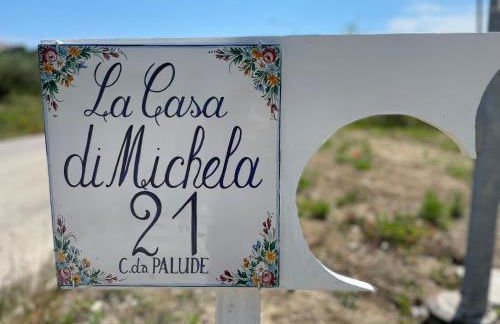 La Casa
di Michela
21
C.da PALUDE